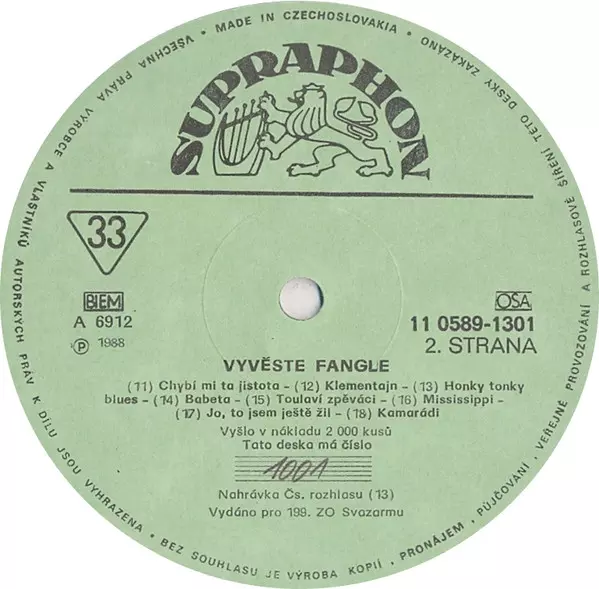 • MADE IN CZECHOSLOVAKIA • VŠECHNA PRÁVA VÝROBCE A VLASTNÍKŮ AUTORSKÝCH PRÁV K DÍLU JSOU VYHRAZENA • BEZ SOUHLASU JE VÝROBA KOPIÍ • PRONÁJEM • PŮJČOVÁNÍ • VEŘEJNÉ PROVOZOVÁNÍ A ROZHLASOVÉ ŠÍŘENÍ TÉTO DESKY ZAKÁZÁNO
SUPRAPHON
33
BIEM
OSA
A 6912
11 0589-1301
Ⓟ 1988
2. STRANA
VYVĚSTE FANGLE
(11) Chybí mi ta jistota – (12) Klementajn – (13) Honky tonky
blues – (14) Babeta – (15) Toulaví zpěváci – (16) Mississippi –
(17) Jo, to jsem ještě žil – (18) Kamarádi
Vyšlo v nákladu 2 000 kusů
Tato deska má číslo
1001
Nahrávka Čs. rozhlasu (13)
Vydáno pro 199. ZO Svazarmu